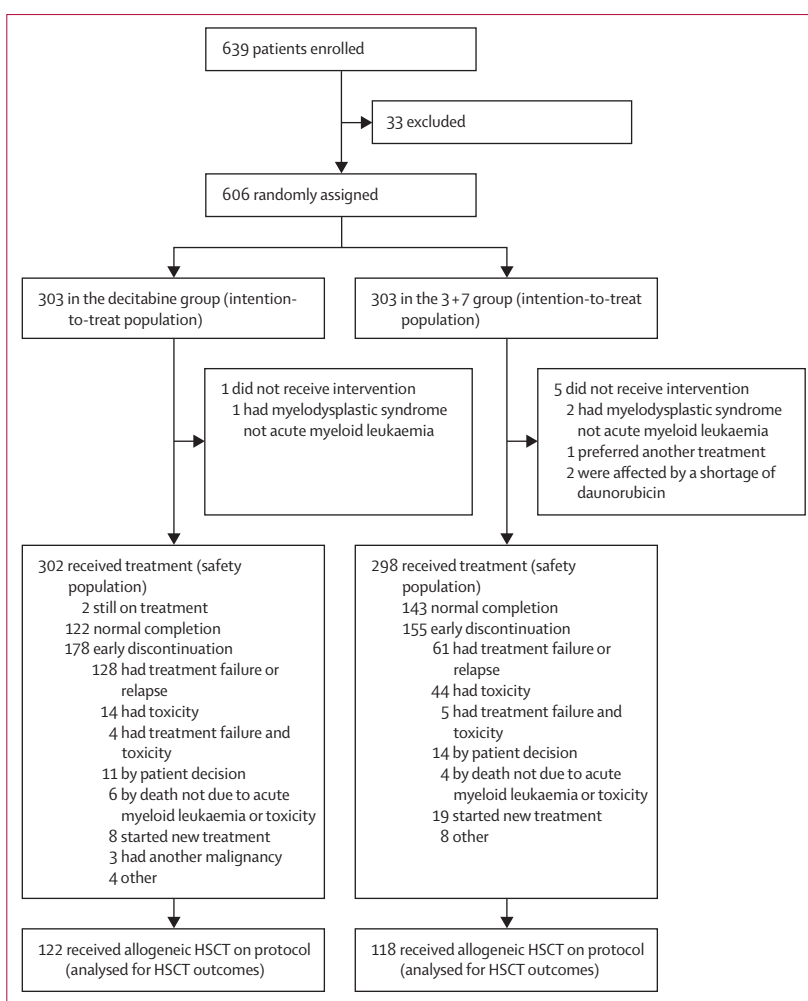 639 patients enrolled
33 excluded
606 randomly assigned
303 in the decitabine group (intention-
to-treat population)
303 in the 3+7 group (intention-to-treat
population)
1 did not receive intervention
1 had myelodysplastic syndrome
not acute myeloid leukaemia
5 did not receive intervention
2 had myelodysplastic syndrome
not acute myeloid leukaemia
1 preferred another treatment
2 were affected by a shortage of
daunorubicin
302 received treatment (safety
population)
2 still on treatment
122 normal completion
178 early discontinuation
128 had treatment failure or
relapse
14 had toxicity
4 had treatment failure and
toxicity
11 by patient decision
6 by death not due to acute
myeloid leukaemia or toxicity
8 started new treatment
3 had another malignancy
4 other
298 received treatment (safety
population)
143 normal completion
155 early discontinuation
61 had treatment failure or
relapse
44 had toxicity
5 had treatment failure and
toxicity
14 by patient decision
4 by death not due to acute
myeloid leukaemia or toxicity
19 started new treatment
8 other
122 received allogeneic HSCT on protocol
(analysed for HSCT outcomes)
118 received allogeneic HSCT on protocol
(analysed for HSCT outcomes)